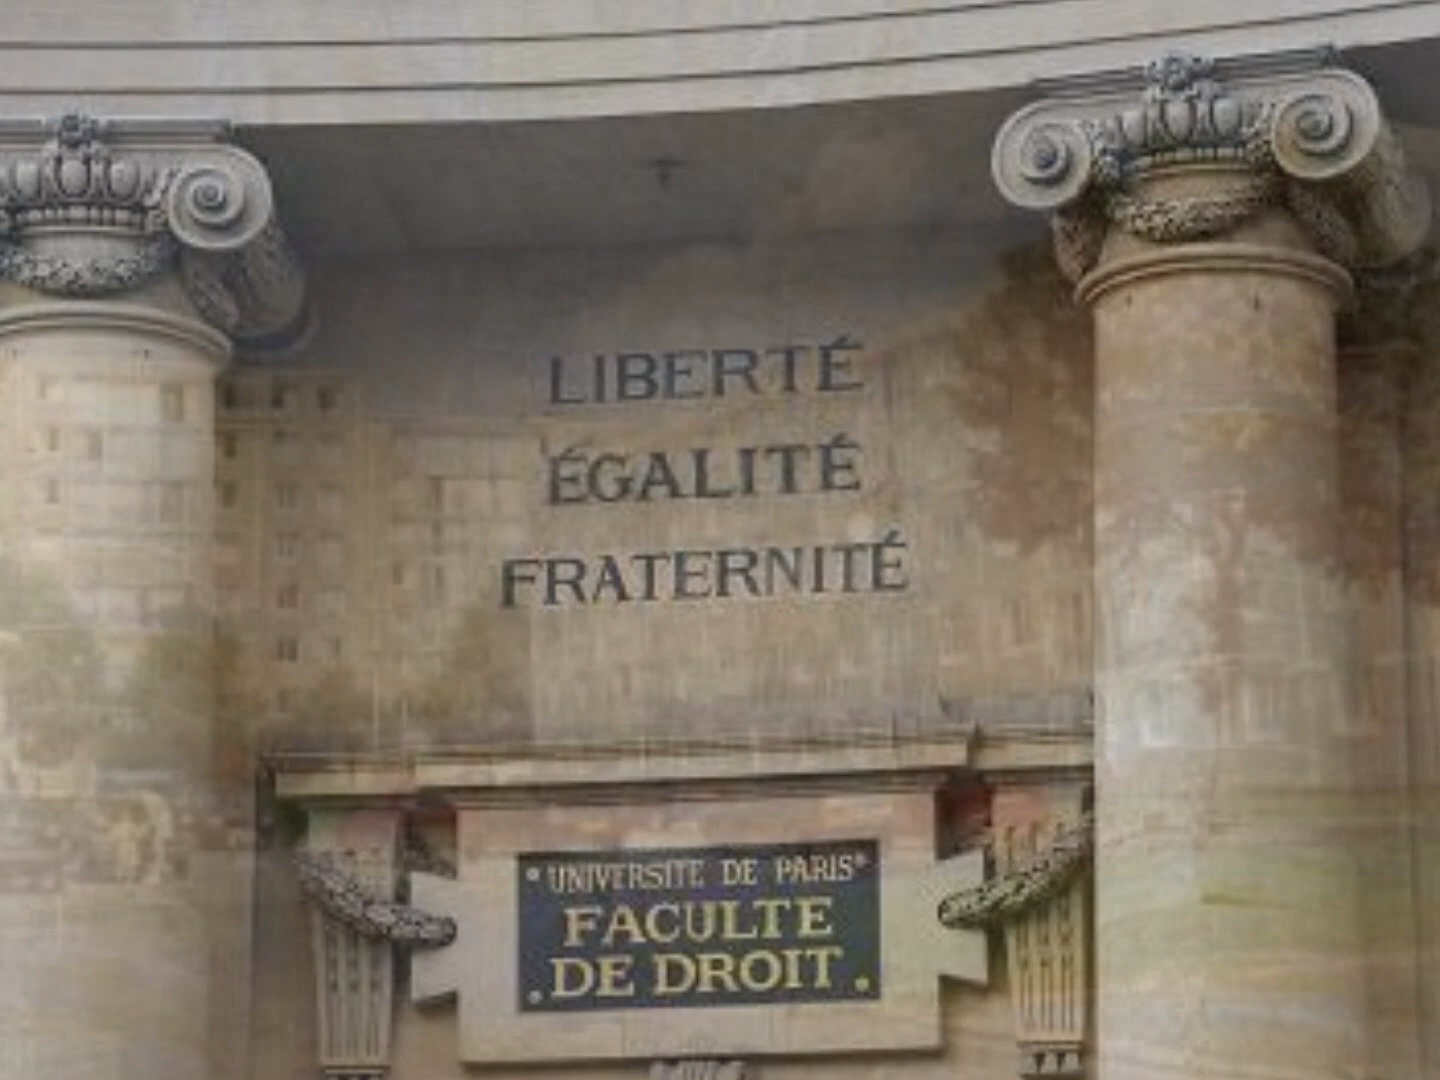 LIBERTÉ
ÉGALITÉ
FRATERNITÉ
UNIVERSITE DE PARIS
FACULTE
DE DROIT